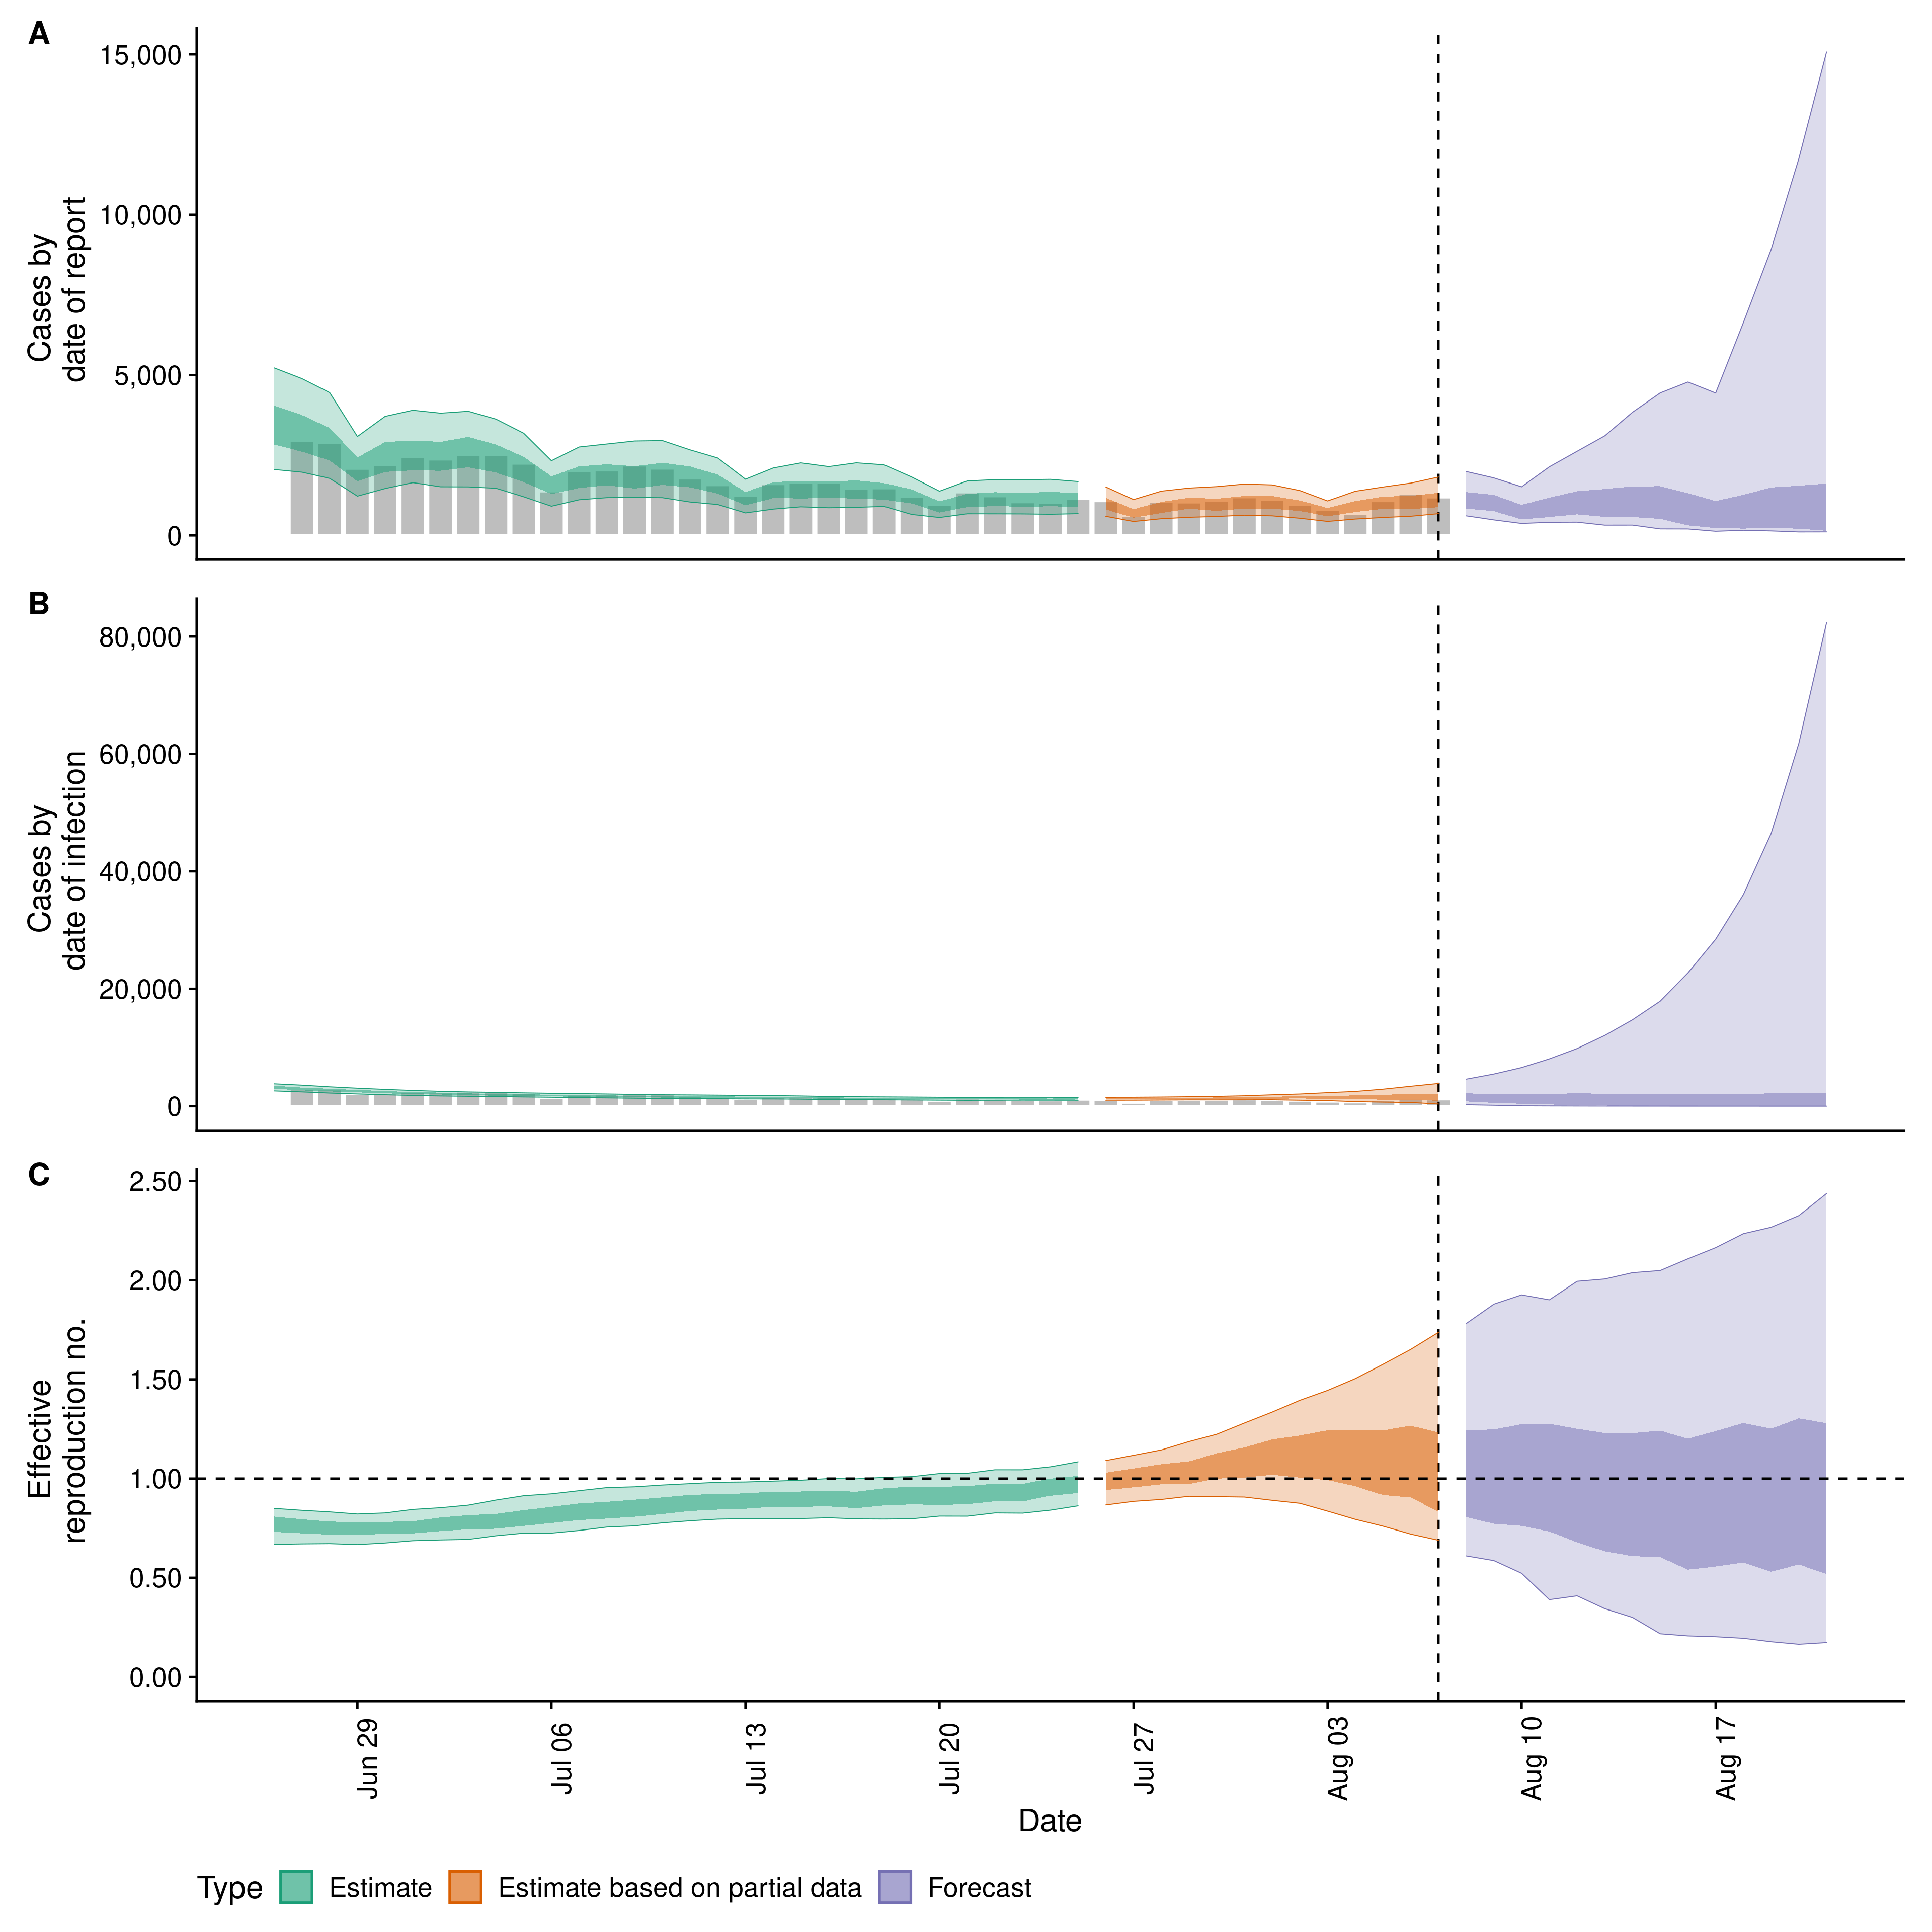 A
15,000
10,000
5,000
0
Cases by
date of report
B
80,000
60,000
40,000
20,000
0
Cases by
date of infection
C
2.50
2.00
1.50
1.00
0.50
0.00
Effective
reproduction no.
Jun 29
Jul 06
Jul 13
Jul 20
Jul 27
Aug 03
Aug 10
Aug 17
Date
Type
Estimate
Estimate based on partial data
Forecast